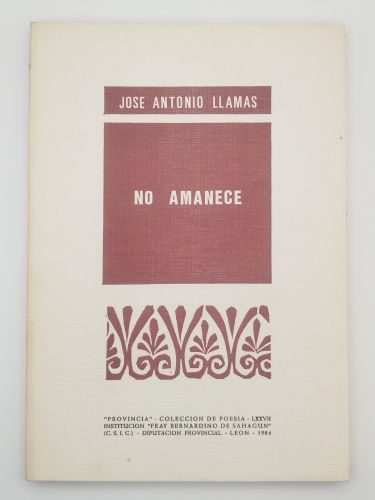 JOSE ANTONIO LLAMAS
NO AMANECE
"PROVINCIA" - COLECCION DE POESIA - LXXVII
INSTITUCION "FRAY BERNARDINO DE SAHAGUN"
(C. S. I. C.) - DIPUTACION PROVINCIAL - LEON - 1984